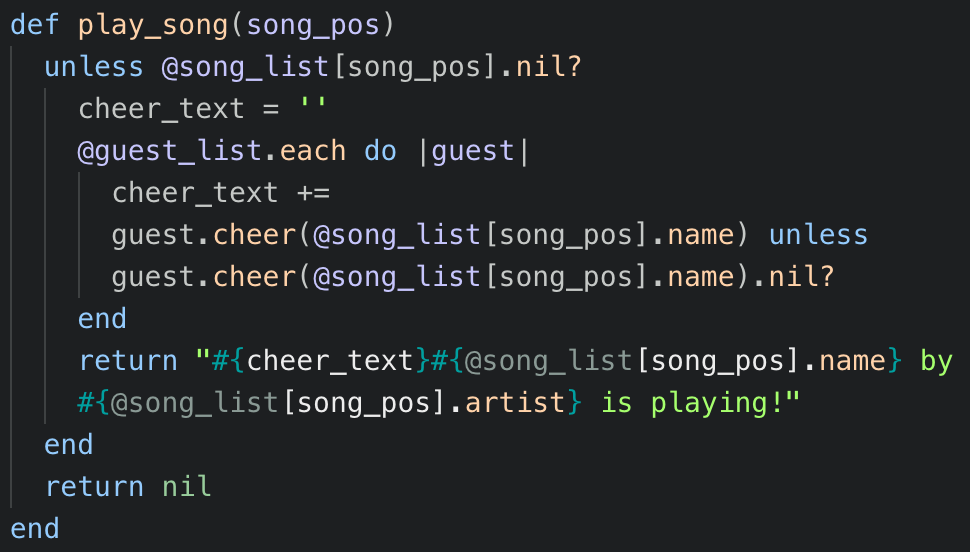 def play_song(song_pos)
  unless @song_list[song_pos].nil?
    cheer_text = ''
    @guest_list.each do |guest|
      cheer_text +=
      guest.cheer(@song_list[song_pos].name) unless
      guest.cheer(@song_list[song_pos].name).nil?
    end
    return "#{cheer_text}#{@song_list[song_pos].name} by
    #{@song_list[song_pos].artist} is playing!"
  end
  return nil
end